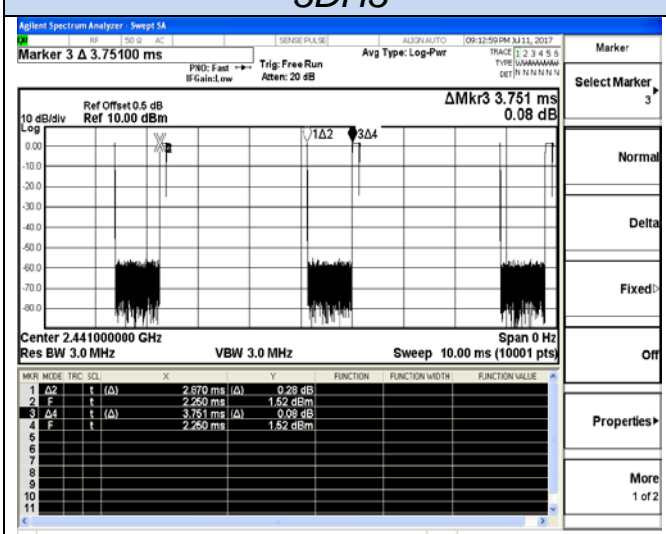 3DH5
Agilent Spectrum Analyzer - Swept SA
RF 50 Ω AC SENSE:PULSE ALIGN AUTO 09:12:59 PM Jul 11, 2017
Marker 3 Δ 3.75100 ms
Avg Type: Log-Pwr
TRACE 1 2 3 4 5 6
PNO: Fast
Trig: Free Run
TYPE WWWWWW
IFGain:Low
Atten: 20 dB
DET N N N N N N
Ref Offset 0.5 dB
ΔMkr3 3.751 ms
10 dB/div Ref 10.00 dBm
0.08 dB
Log
1Δ2 3Δ4
0.00
-10.0
-20.0
-30.0
-40.0
-50.0
-60.0
-70.0
-80.0
Center 2.441000000 GHz Span 0 Hz
Res BW 3.0 MHz VBW 3.0 MHz Sweep 10.00 ms (10001 pts)
MKR MODE TRC SCL X Y FUNCTION FUNCTION WIDTH FUNCTION VALUE
1 Δ2 t (Δ) 2.870 ms (Δ) 0.28 dB
2 F t 2.250 ms 1.52 dBm
3 Δ4 t (Δ) 3.751 ms (Δ) 0.08 dB
4 F t 2.250 ms 1.52 dBm
5
6
7
8
9
10
11
Marker
Select Marker
3
Normal
Delta
Fixed
Off
Properties
More
1 of 2